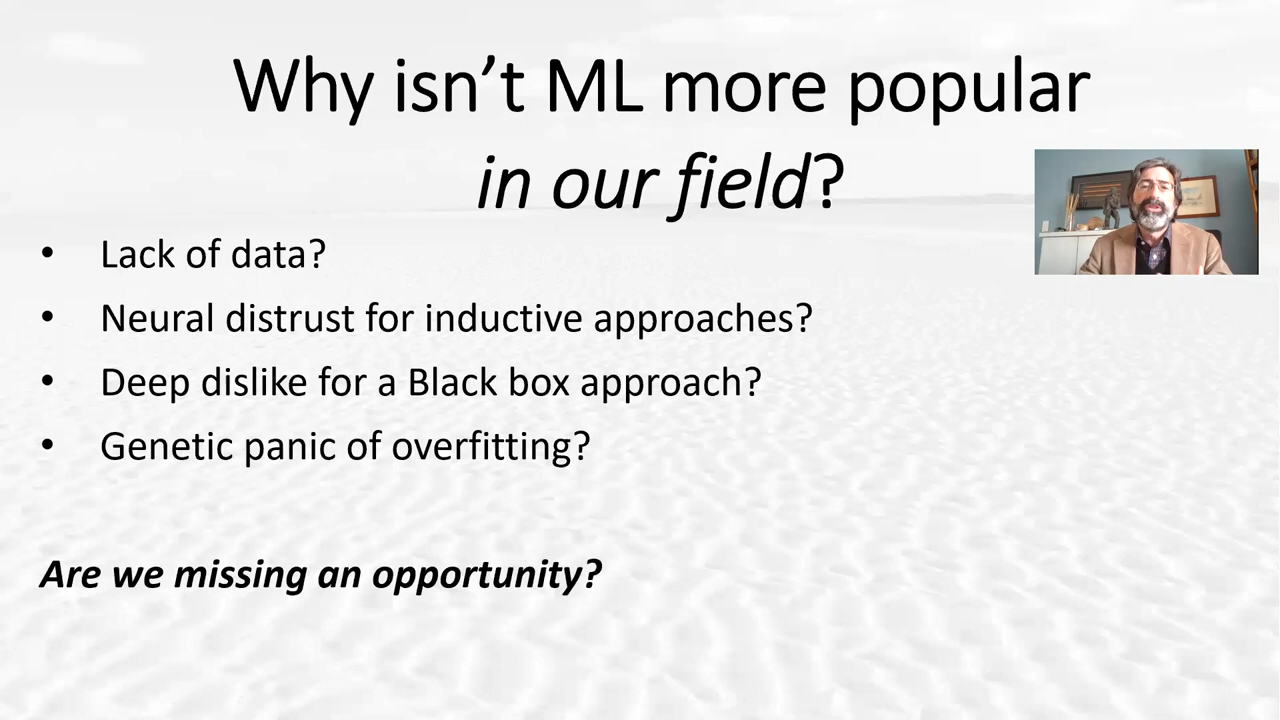 Why isn’t ML more popular
in our field?
• Lack of data?
• Neural distrust for inductive approaches?
• Deep dislike for a Black box approach?
• Genetic panic of overfitting?
Are we missing an opportunity?